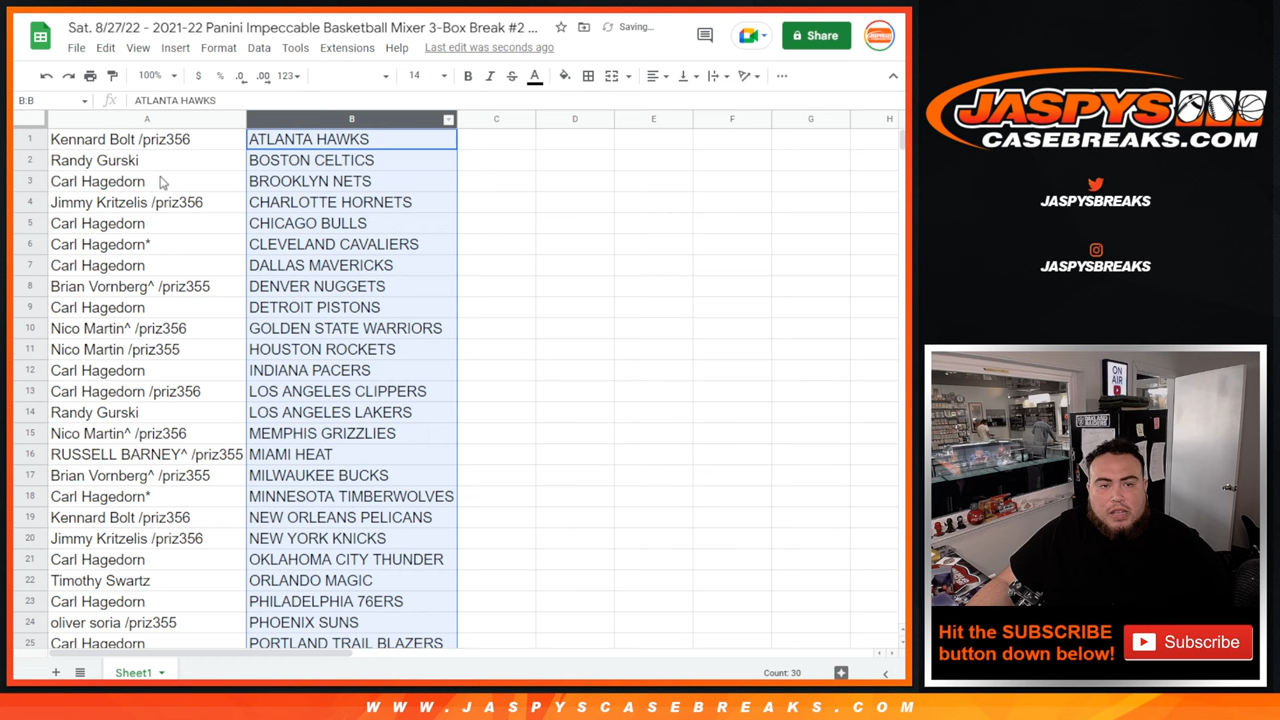 Sat. 8/27/22 - 2021-22 Panini Impeccable Basketball Mixer 3-Box Break #2 ...
Saving...
File Edit View Insert Format Data Tools Extensions Help Last edit was seconds ago
Share
100% $ % .0 .00 123 14 B I S A ...
B:B fx ATLANTA HAWKS
A B C D E F G H
1 Kennard Bolt /priz356 ATLANTA HAWKS
2 Randy Gurski BOSTON CELTICS
3 Carl Hagedorn BROOKLYN NETS
4 Jimmy Kritzelis /priz356 CHARLOTTE HORNETS
5 Carl Hagedorn CHICAGO BULLS
6 Carl Hagedorn* CLEVELAND CAVALIERS
7 Carl Hagedorn DALLAS MAVERICKS
8 Brian Vornberg^ /priz355 DENVER NUGGETS
9 Carl Hagedorn DETROIT PISTONS
10 Nico Martin^ /priz356 GOLDEN STATE WARRIORS
11 Nico Martin /priz355 HOUSTON ROCKETS
12 Carl Hagedorn INDIANA PACERS
13 Carl Hagedorn /priz356 LOS ANGELES CLIPPERS
14 Randy Gurski LOS ANGELES LAKERS
15 Nico Martin^ /priz356 MEMPHIS GRIZZLIES
16 RUSSELL BARNEY^ /priz355 MIAMI HEAT
17 Brian Vornberg^ /priz355 MILWAUKEE BUCKS
18 Carl Hagedorn* MINNESOTA TIMBERWOLVES
19 Kennard Bolt /priz356 NEW ORLEANS PELICANS
20 Jimmy Kritzelis /priz356 NEW YORK KNICKS
21 Carl Hagedorn OKLAHOMA CITY THUNDER
22 Timothy Swartz ORLANDO MAGIC
23 Carl Hagedorn PHILADELPHIA 76ERS
24 oliver soria /priz355 PHOENIX SUNS
25 Carl Hagedorn PORTLAND TRAIL BLAZERS
Sheet1
Count: 30
JASPYS
CASEBREAKS.COM
JASPYSBREAKS
JASPYSBREAKS
ON
AIR
Hit the SUBSCRIBE
button down below!
Subscribe
WWW.JASPYSCASEBREAKS.COM